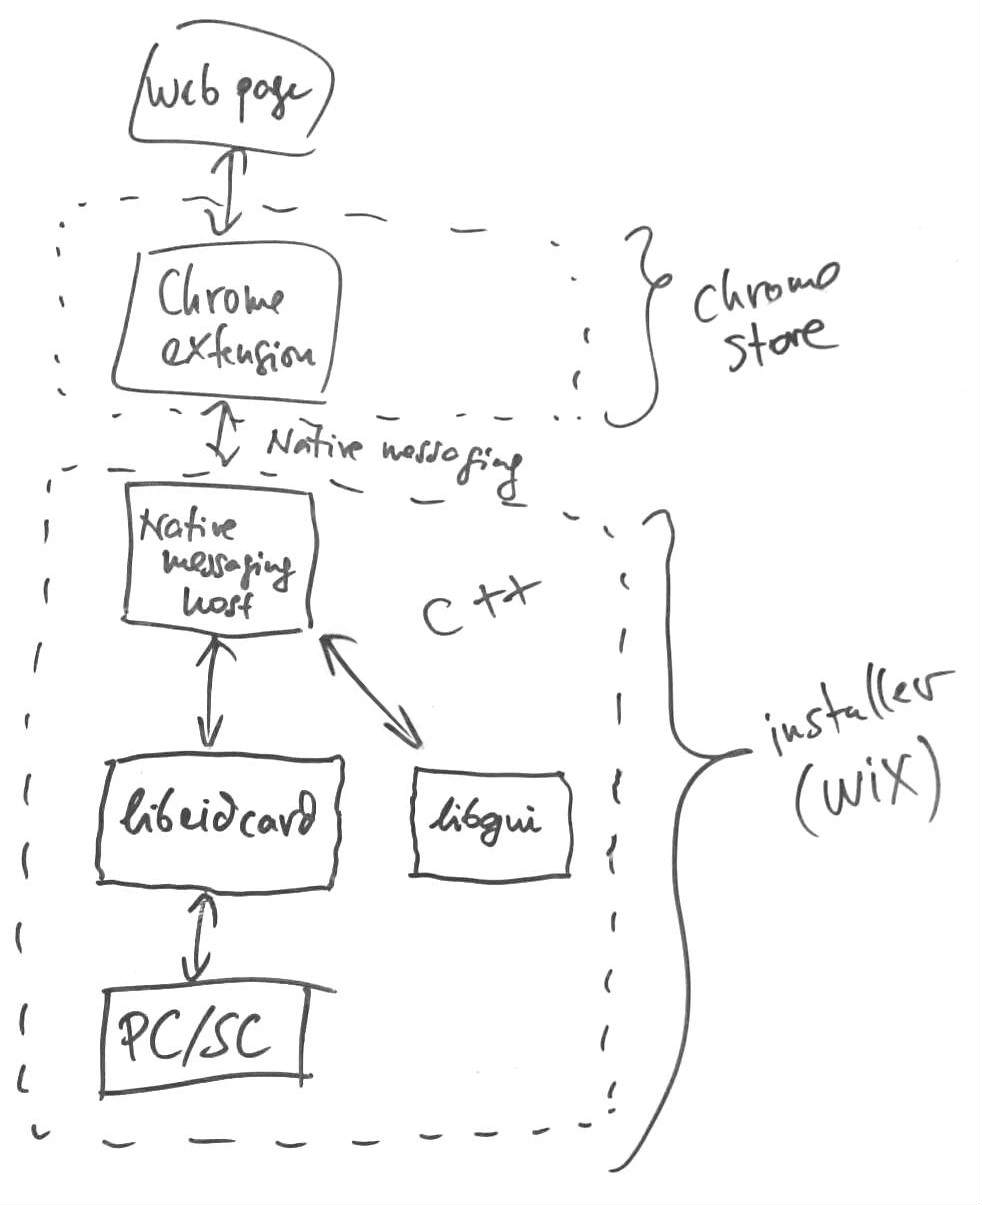 Web page
Chrome
extension
Chrome
store
Native messaging
Native
messaging
host
C++
installer
(WiX)
libeidcard
libgui
PC/SC